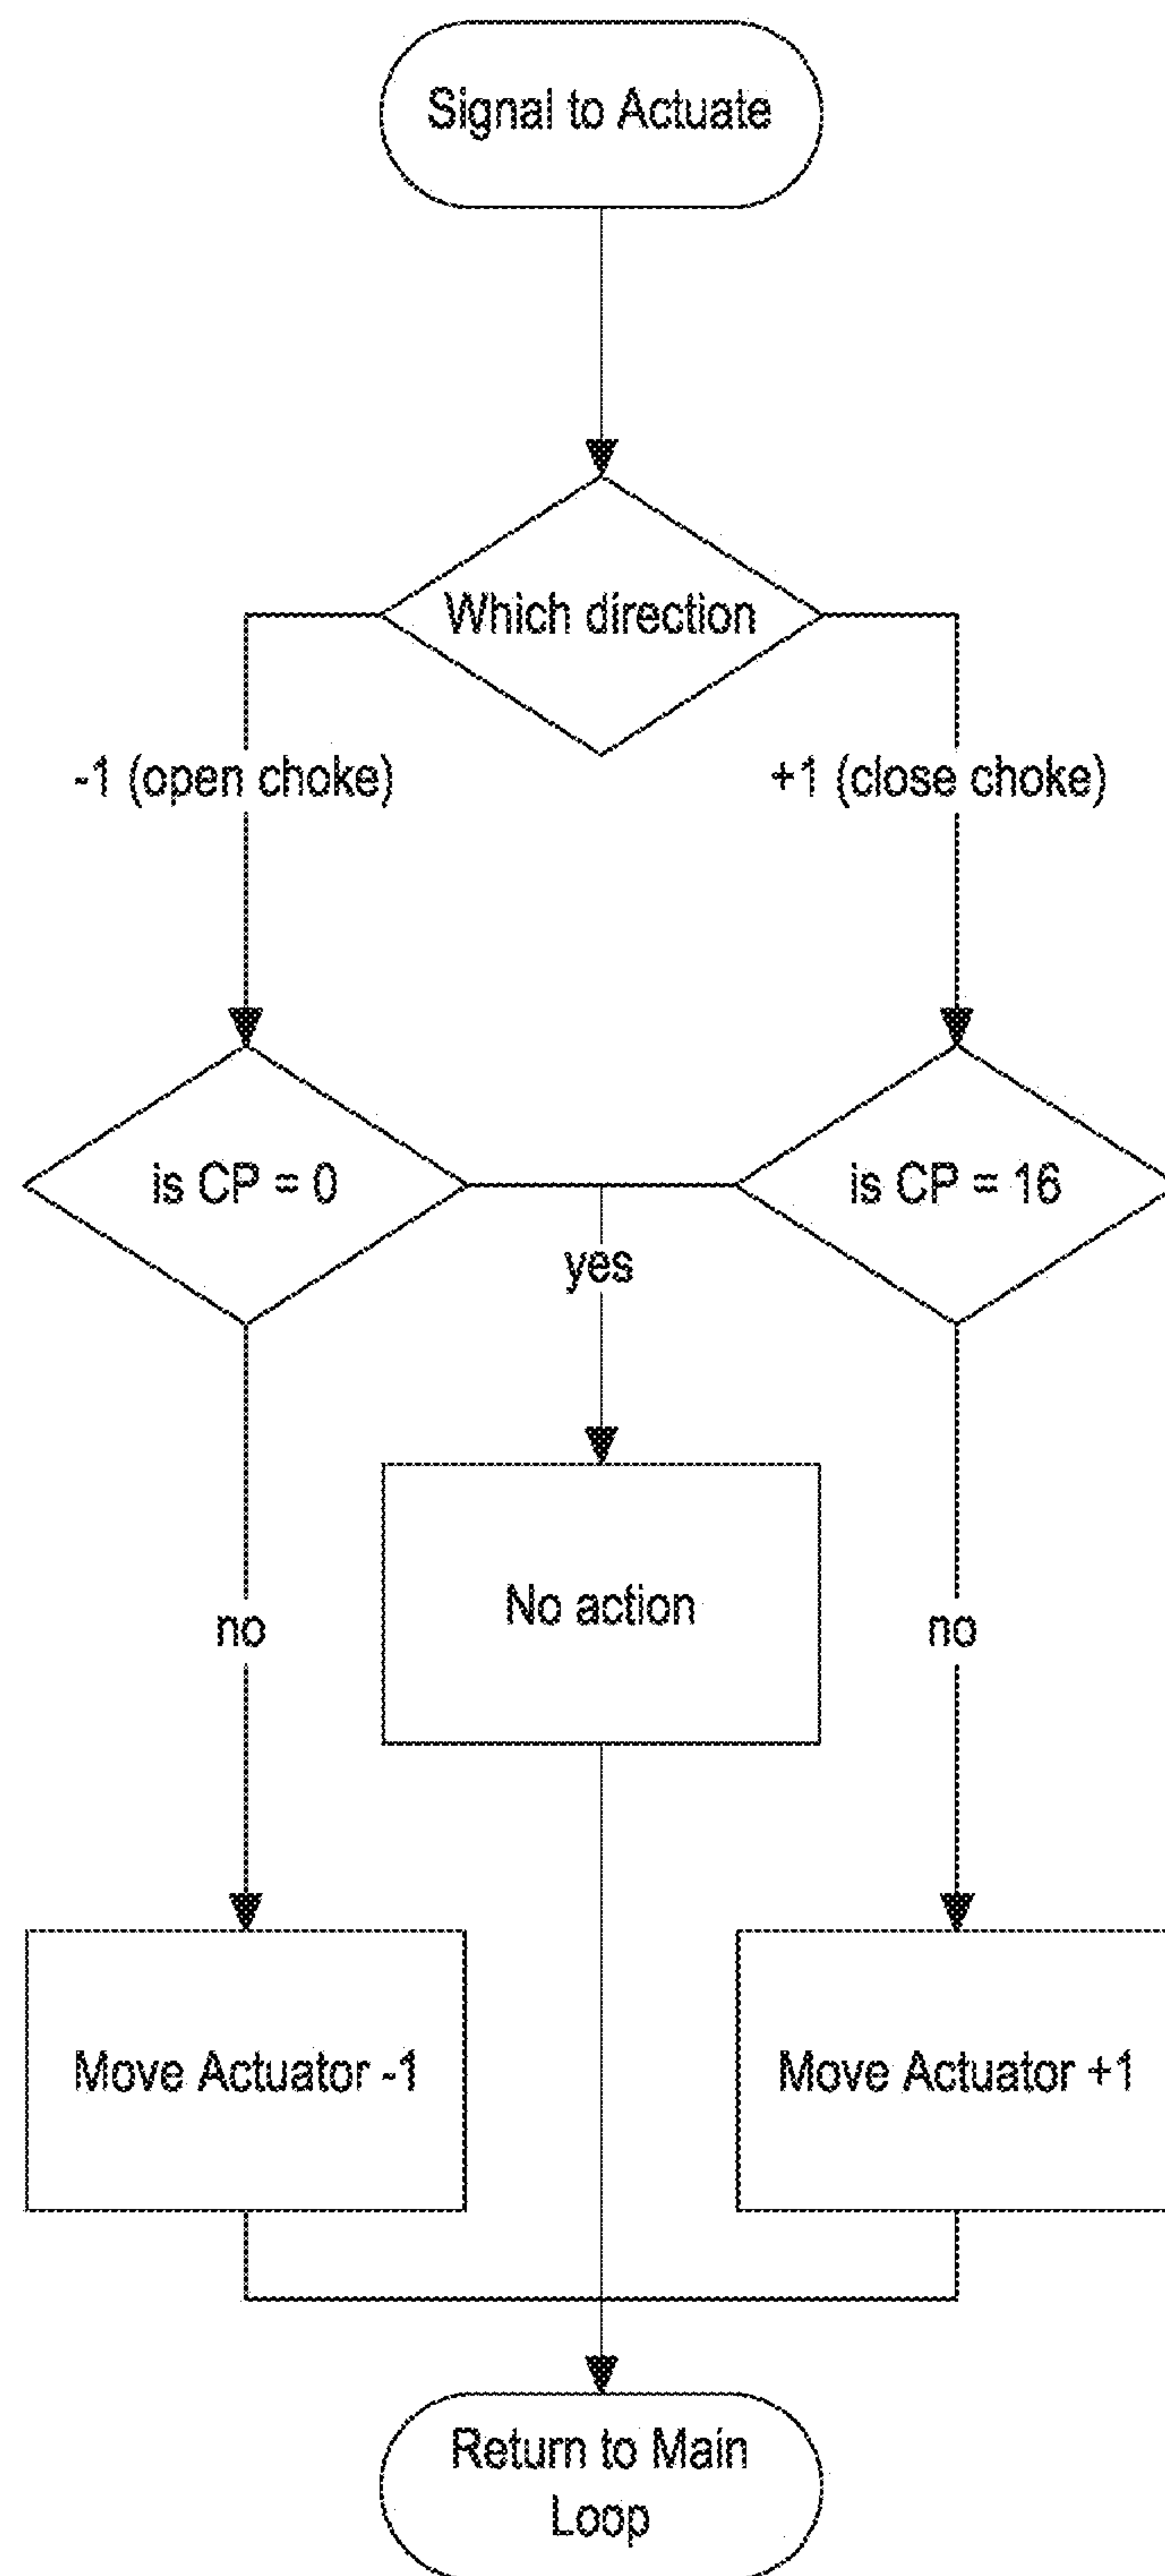 Signal to Actuate
Which direction
-1 (open choke)
+1 (close choke)
is CP = 0
is CP = 16
yes
No action
no
no
Move Actuator -1
Move Actuator +1
Return to Main
Loop